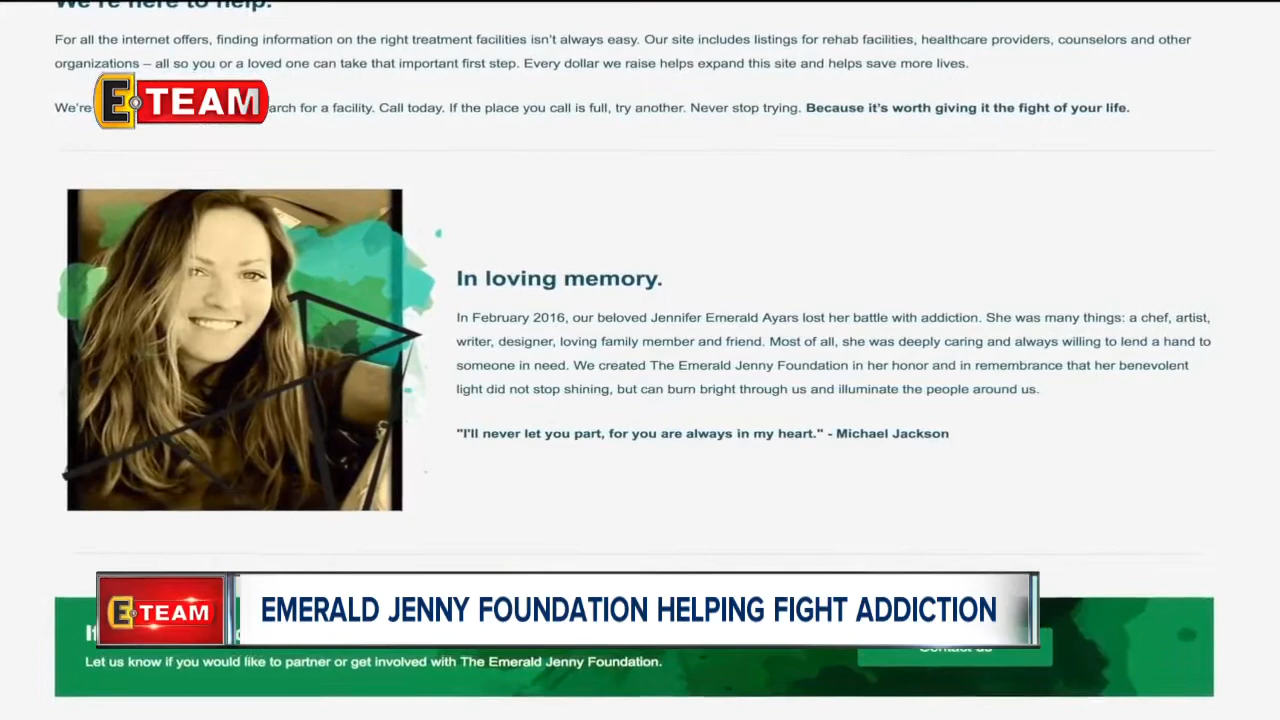 We're here to help.
For all the internet offers, finding information on the right treatment facilities isn't always easy. Our site includes listings for rehab facilities, healthcare providers, counselors and other
organizations – all so you or a loved one can take that important first step. Every dollar we raise helps expand this site and helps save more lives.
We're arch for a facility. Call today. If the place you call is full, try another. Never stop trying. Because it's worth giving it the fight of your life.
E•TEAM
In loving memory.
In February 2016, our beloved Jennifer Emerald Ayars lost her battle with addiction. She was many things: a chef, artist,
writer, designer, loving family member and friend. Most of all, she was deeply caring and always willing to lend a hand to
someone in need. We created The Emerald Jenny Foundation in her honor and in remembrance that her benevolent
light did not stop shining, but can burn bright through us and illuminate the people around us.
"I'll never let you part, for you are always in my heart." - Michael Jackson
E•TEAM
EMERALD JENNY FOUNDATION HELPING FIGHT ADDICTION
Let us know if you would like to partner or get involved with The Emerald Jenny Foundation.
Contact us